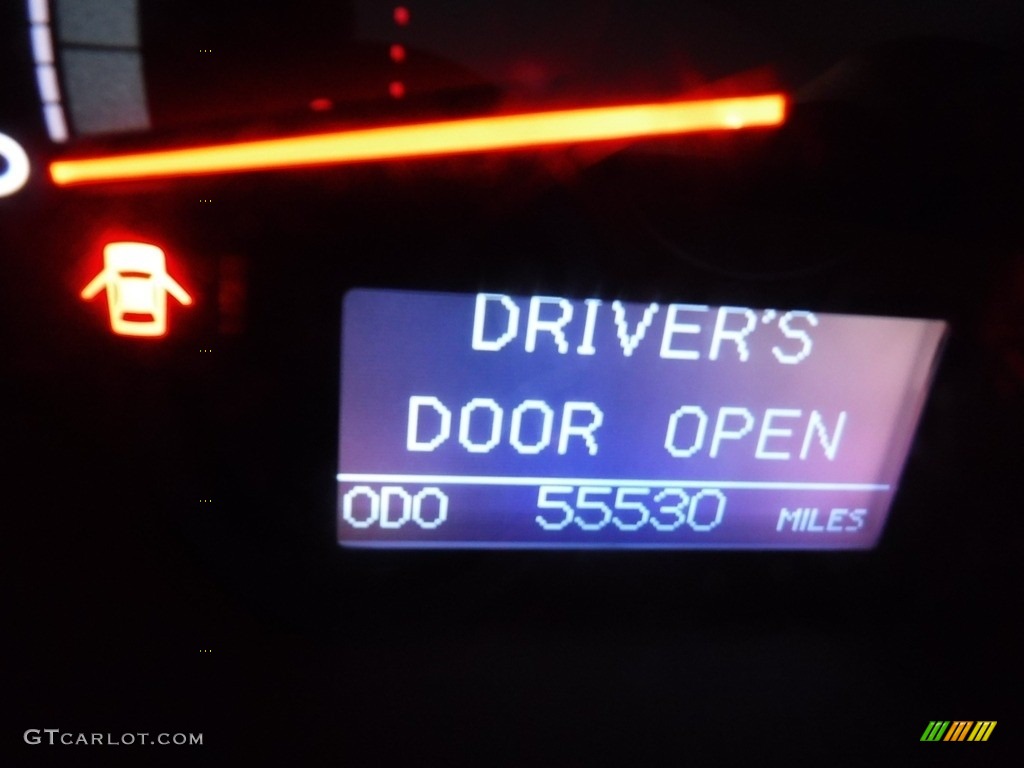 DRIVER'S
DOOR OPEN
ODO 55530 MILES
GTCARLOT.COM